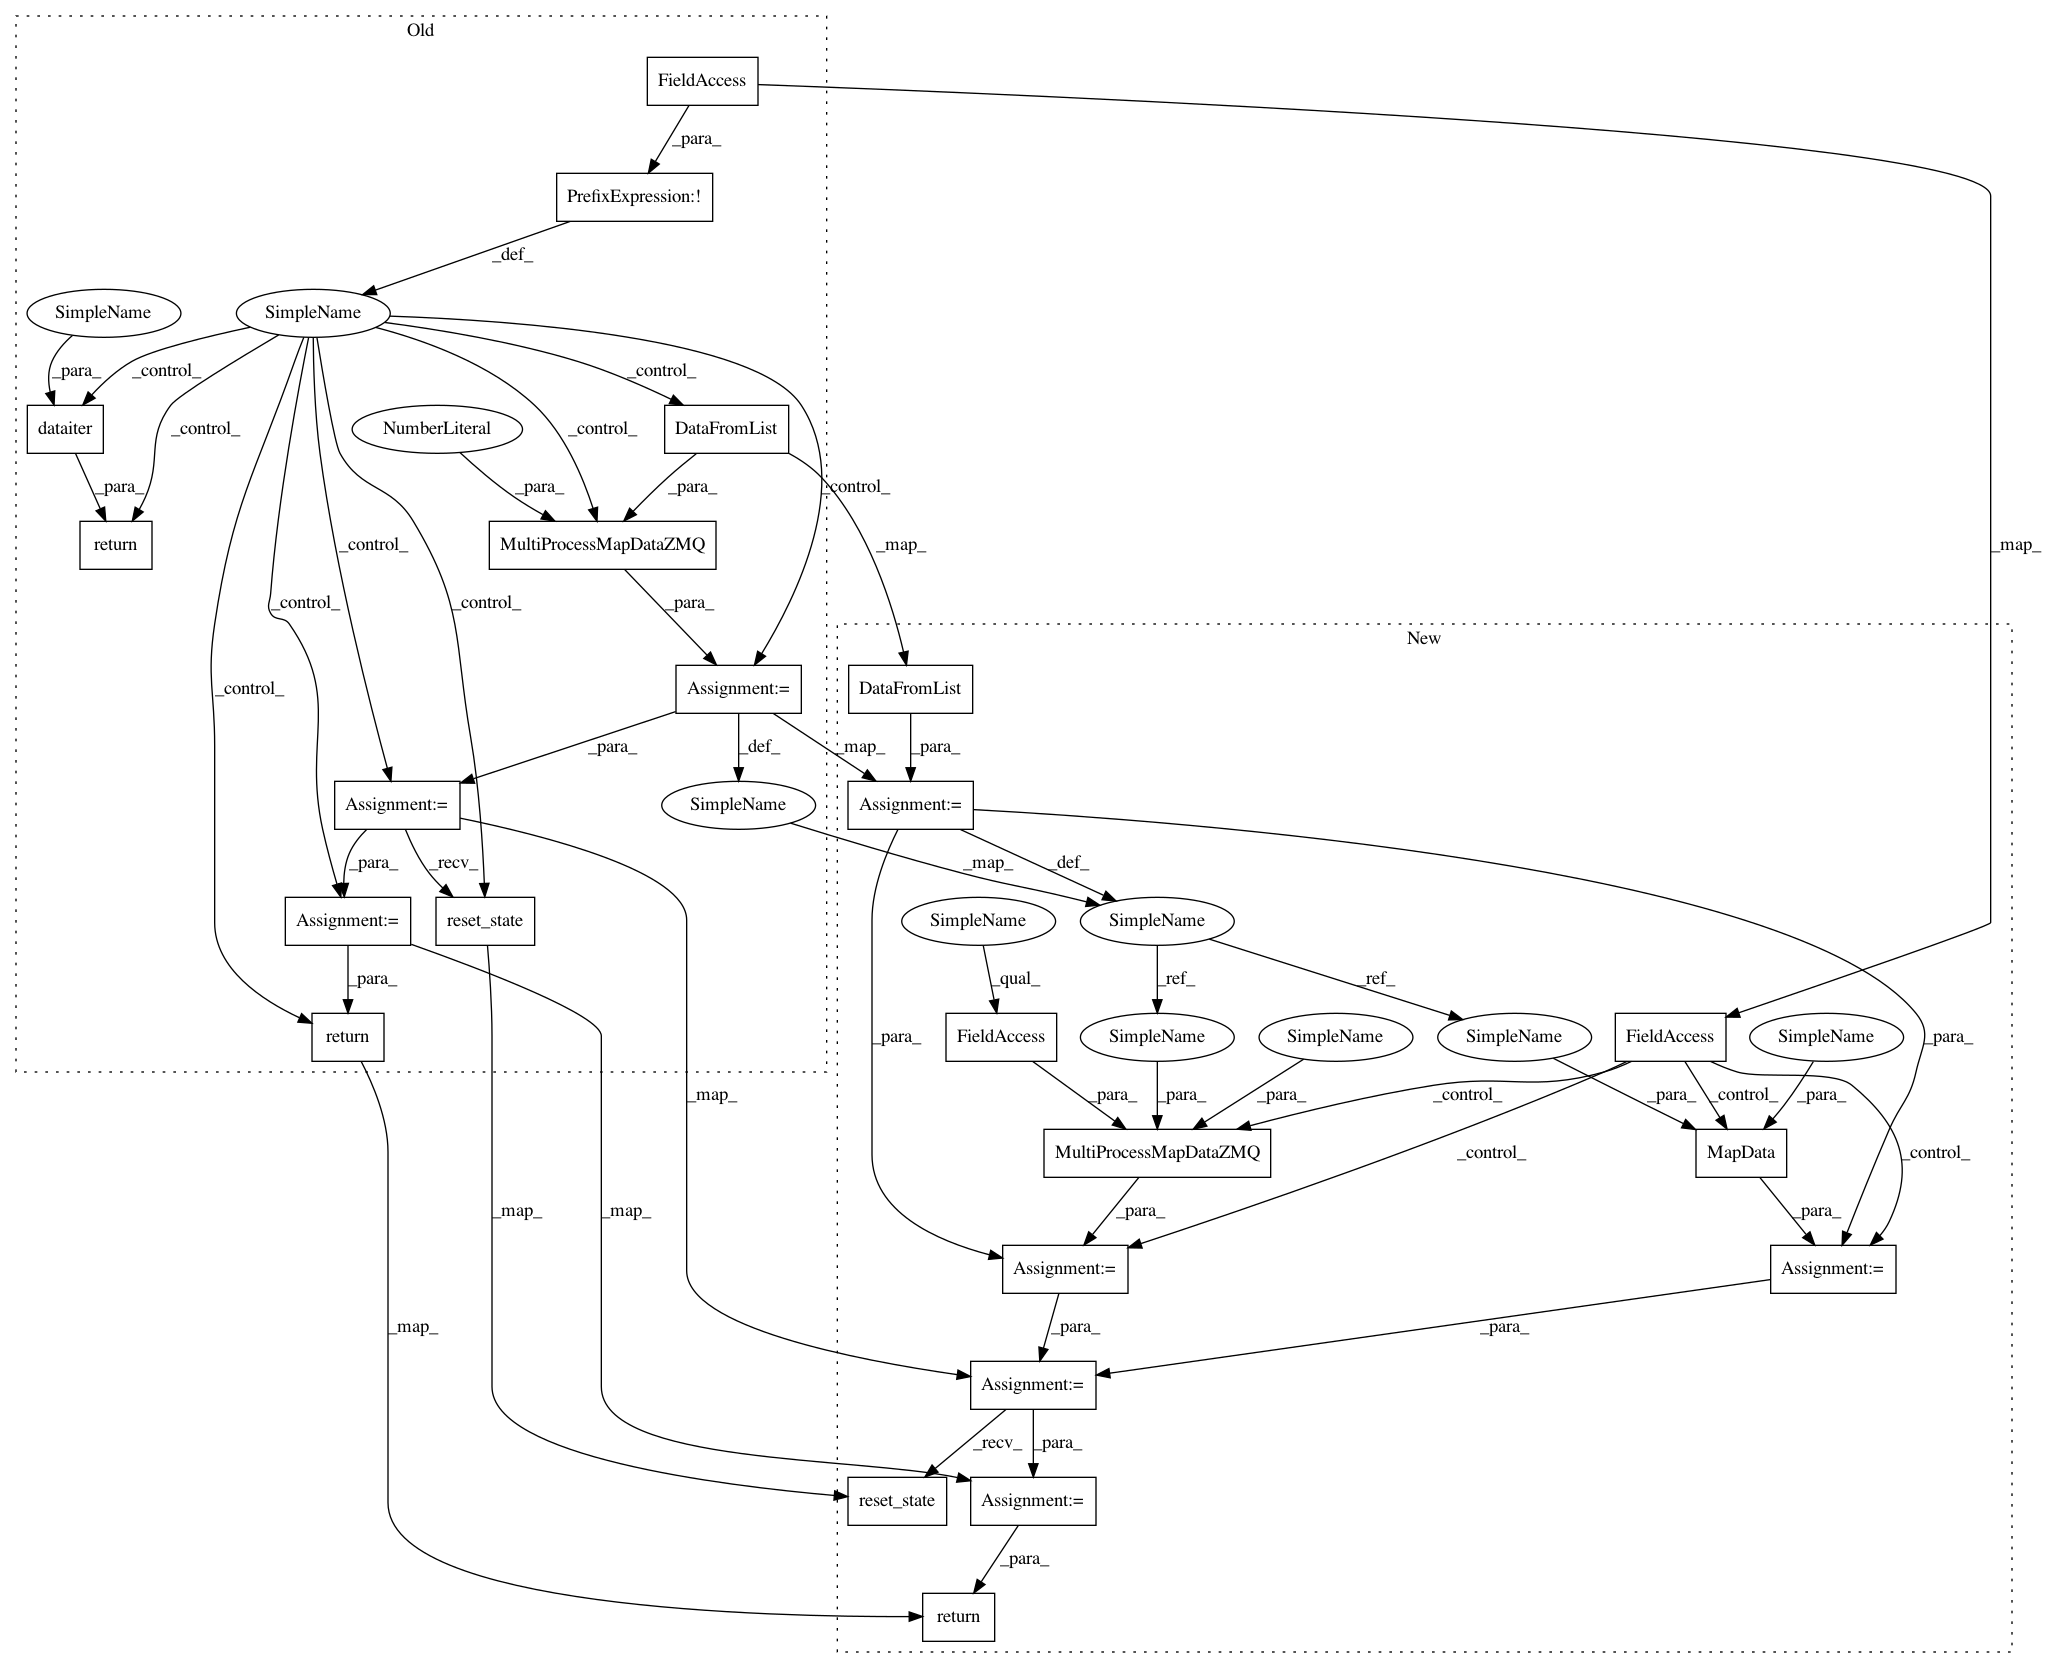 Old
FieldAccess
_para_
PrefixExpression:!
_def_
SimpleName
SimpleName
_para_
_control_
_control_
dataiter
_control_
NumberLiteral
_control_
DataFromList
_para_
_control_
_para_
_para_
_control_
return
MultiProcessMapDataZMQ
_map_
_map_
_control_
_control_
_para_
New
_control_
Assignment:=
DataFromList
_para_
_def_
_map_
_para_
Assignment:=
SimpleName
Assignment:=
_para_
_recv_
_map_
_def_
Assignment:=
reset_state
SimpleName
SimpleName
_para_
_qual_
_ref_
_ref_
return
FieldAccess
SimpleName
SimpleName
SimpleName
FieldAccess
SimpleName
_para_
_para_
_map_
_para_
_para_
_para_
_control_
_para_
_control_
_para_
MultiProcessMapDataZMQ
_control_
MapData
_control_
_map_
_map_
_para_
_para_
Assignment:=
Assignment:=
_map_
_para_
_para_
Assignment:=
_recv_
_para_
reset_state
Assignment:=
_para_
return